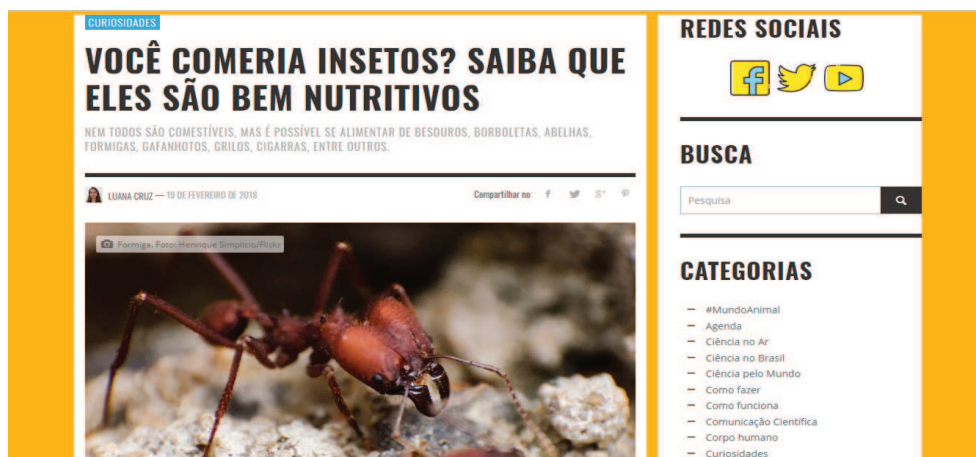 CURIOSIDADES
VOCÊ COMERIA INSETOS? SAIBA QUE
ELES SÃO BEM NUTRITIVOS
NEM TODOS SÃO COMESTÍVEIS, MAS É POSSÍVEL SE ALIMENTAR DE BESOUROS, BORBOLETAS, ABELHAS,
FORMIGAS, GAFANHOTOS, GRILOS, CIGARRAS, ENTRE OUTROS.
LUANA CRUZ — 19 DE FEVEREIRO DE 2018
Compartilhar no
Formiga. Foto: Henrique Simplicio/Flickr
REDES SOCIAIS
BUSCA
Pesquisa
CATEGORIAS
– #MundoAnimal
– Agenda
– Ciência no Ar
– Ciência no Brasil
– Ciência pelo Mundo
– Como fazer
– Como funciona
– Comunicação Científica
– Corpo humano
– Curiosidades